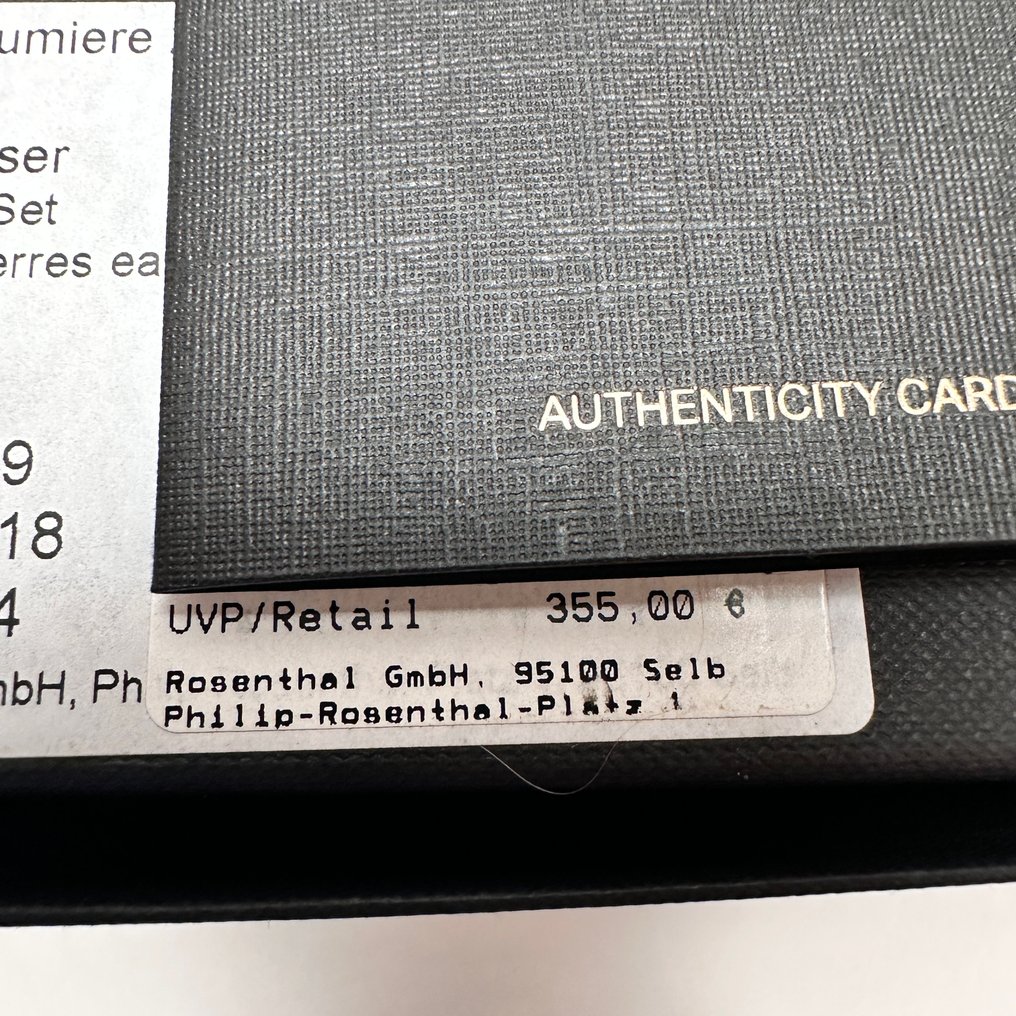 umiere
ser
Set
erres ea
AUTHENTICITY CARD
9
18
4
UVP/Retail 355,00 €
mbH, Ph
Rosenthal GmbH, 95100 Selb
Philip-Rosenthal-Platz 1